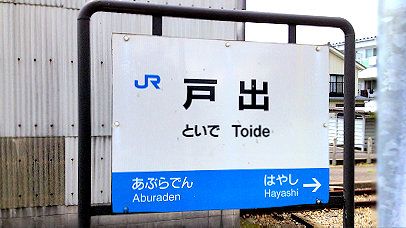 JR 戸出
といで Toide
あぶらでん はやし →
Aburaden Hayashi